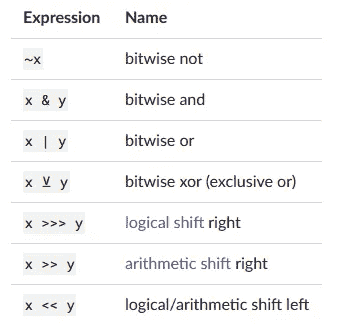 Expression Name
~x bitwise not
x & y bitwise and
x | y bitwise or
x ⊻ y bitwise xor (exclusive or)
x >>> y logical shift right
x >> y arithmetic shift right
x << y logical/arithmetic shift left